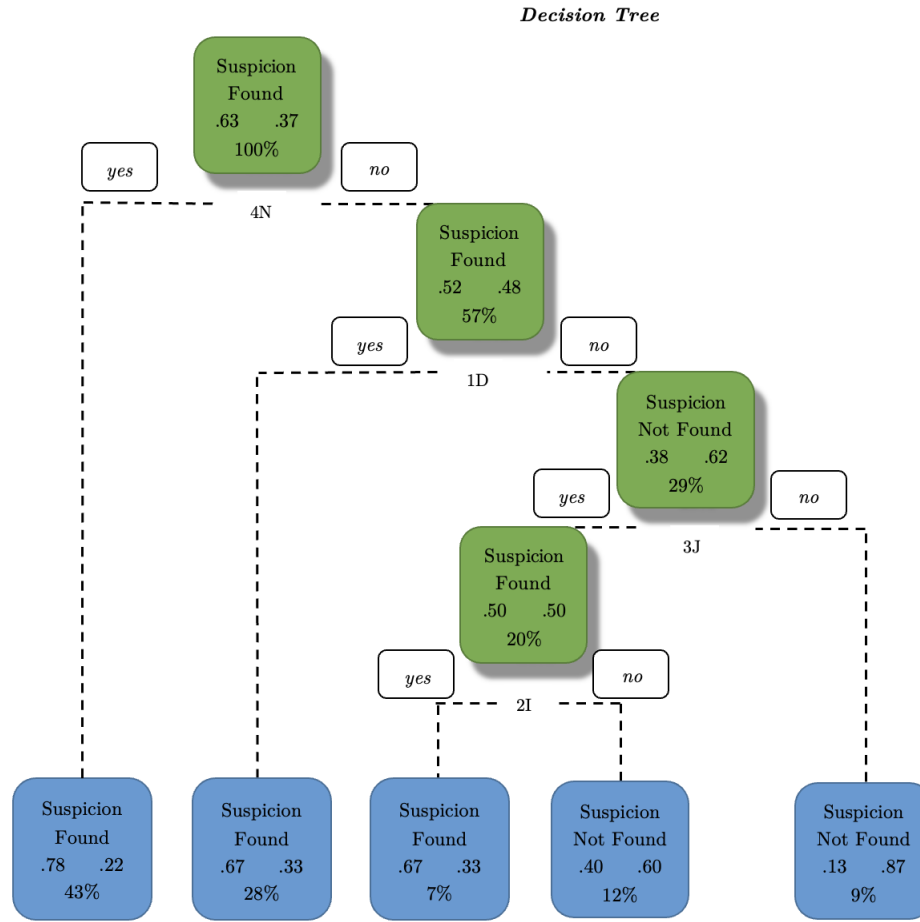 Decision Tree
Suspicion
Found
.63 .37
100%
yes
no
4N
Suspicion
Found
.52 .48
57%
yes
no
1D
Suspicion
Not Found
.38 .62
29%
yes
no
3J
Suspicion
Found
.50 .50
20%
yes
no
2I
Suspicion
Found
.78 .22
43%
Suspicion
Found
.67 .33
28%
Suspicion
Found
.67 .33
7%
Suspicion
Not Found
.40 .60
12%
Suspicion
Not Found
.13 .87
9%